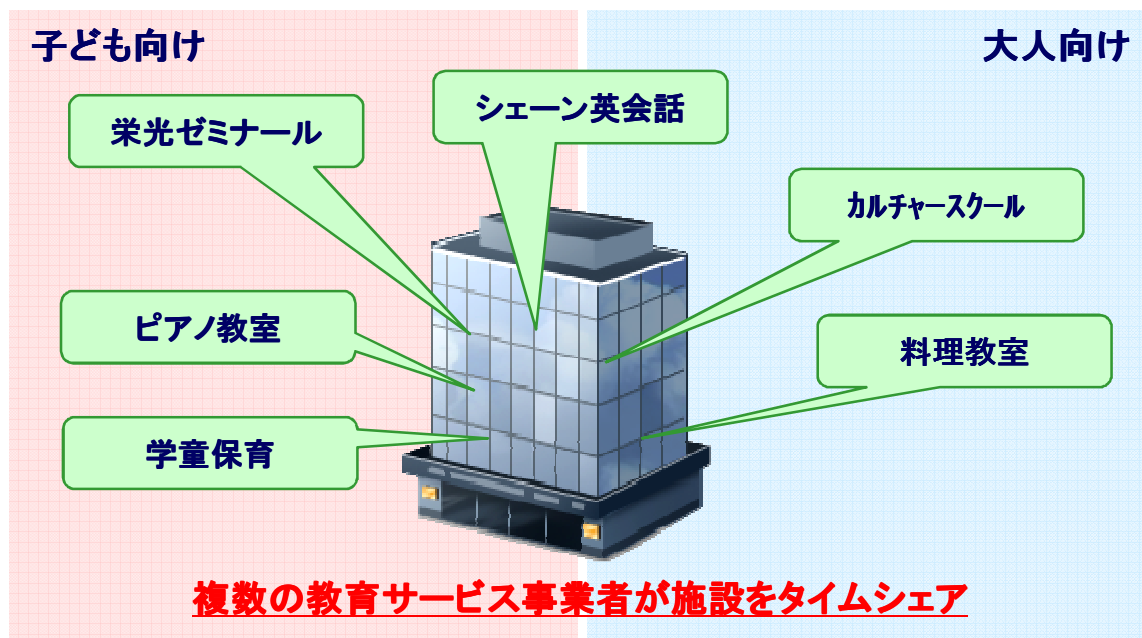 子ども向け
大人向け
シェーン英会話
栄光ゼミナール
カルチャースクール
ピアノ教室
料理教室
学童保育
複数の教育サービス事業者が施設をタイムシェア